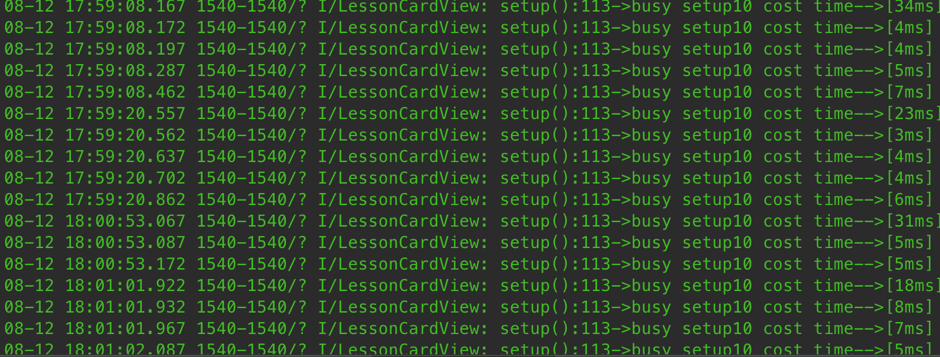 08-12 17:59:08.167 1540-1540/? I/LessonCardView: setup():113->busy setup10 cost time-->[34ms]
08-12 17:59:08.172 1540-1540/? I/LessonCardView: setup():113->busy setup10 cost time-->[4ms]
08-12 17:59:08.197 1540-1540/? I/LessonCardView: setup():113->busy setup10 cost time-->[4ms]
08-12 17:59:08.287 1540-1540/? I/LessonCardView: setup():113->busy setup10 cost time-->[5ms]
08-12 17:59:08.462 1540-1540/? I/LessonCardView: setup():113->busy setup10 cost time-->[7ms]
08-12 17:59:20.557 1540-1540/? I/LessonCardView: setup():113->busy setup10 cost time-->[23ms]
08-12 17:59:20.562 1540-1540/? I/LessonCardView: setup():113->busy setup10 cost time-->[3ms]
08-12 17:59:20.637 1540-1540/? I/LessonCardView: setup():113->busy setup10 cost time-->[4ms]
08-12 17:59:20.702 1540-1540/? I/LessonCardView: setup():113->busy setup10 cost time-->[4ms]
08-12 17:59:20.862 1540-1540/? I/LessonCardView: setup():113->busy setup10 cost time-->[6ms]
08-12 18:00:53.067 1540-1540/? I/LessonCardView: setup():113->busy setup10 cost time-->[31ms]
08-12 18:00:53.087 1540-1540/? I/LessonCardView: setup():113->busy setup10 cost time-->[5ms]
08-12 18:00:53.172 1540-1540/? I/LessonCardView: setup():113->busy setup10 cost time-->[5ms]
08-12 18:01:01.922 1540-1540/? I/LessonCardView: setup():113->busy setup10 cost time-->[18ms]
08-12 18:01:01.932 1540-1540/? I/LessonCardView: setup():113->busy setup10 cost time-->[8ms]
08-12 18:01:01.967 1540-1540/? I/LessonCardView: setup():113->busy setup10 cost time-->[7ms]
08-12 18:01:02.087 1540-1540/? I/LessonCardView: setup():113->busy setup10 cost time-->[5ms]